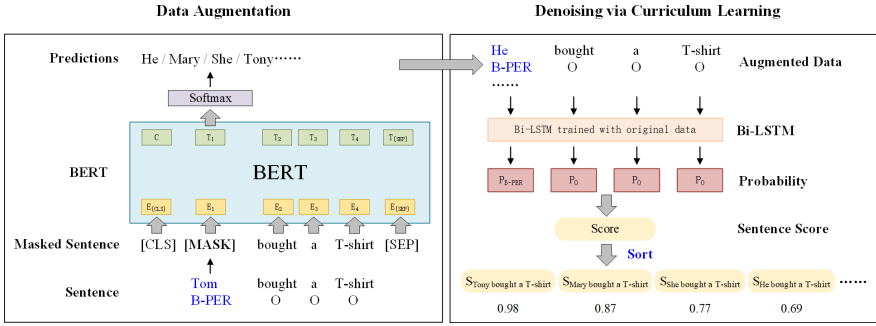 Data Augmentation
Predictions He / Mary / She / Tony······
Softmax
C T1 T2 T3 T4 T[SEP]
BERT BERT
E[CLS] E1 E2 E3 E4 E[SEP]
Masked Sentence [CLS] [MASK] bought a T-shirt [SEP]
Sentence Tom bought a T-shirt
B-PER O O O
Denoising via Curriculum Learning
He bought a T-shirt Augmented Data
B-PER O O O
······
Bi-LSTM trained with original data Bi-LSTM
PB-PER PO PO PO Probability
Score Sentence Score
Sort
STony bought a T-shirt SMary bought a T-shirt SShe bought a T-shirt SHe bought a T-shirt ······
0.98 0.87 0.77 0.69